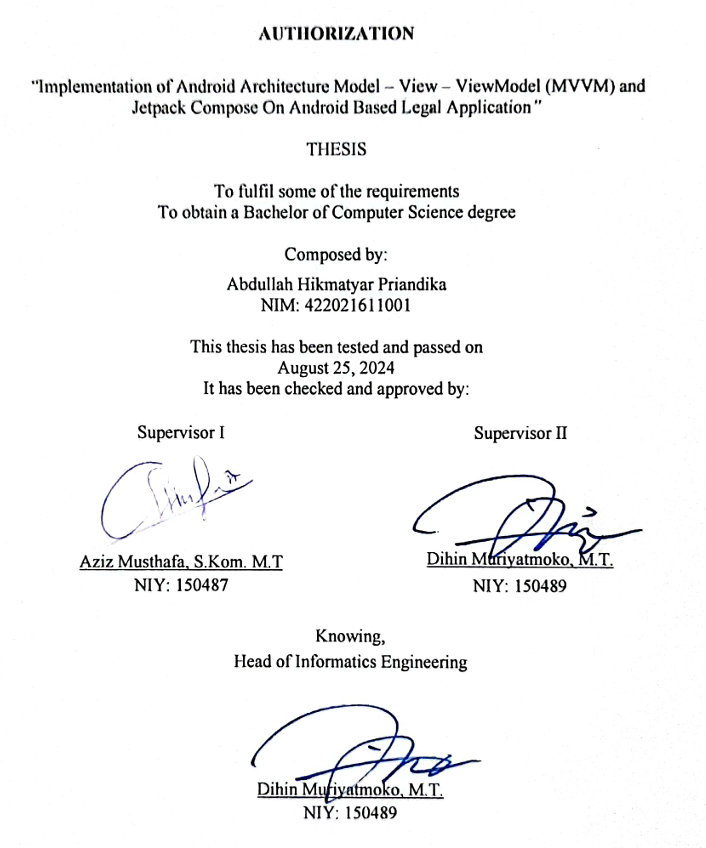 AUTHORIZATION
"Implementation of Android Architecture Model – View – ViewModel (MVVM) and
Jetpack Compose On Android Based Legal Application"
THESIS
To fulfil some of the requirements
To obtain a Bachelor of Computer Science degree
Composed by:
Abdullah Hikmatyar Priandika
NIM: 422021611001
This thesis has been tested and passed on
August 25, 2024
It has been checked and approved by:
Supervisor I
Supervisor II
Aziz Musthafa, S.Kom. M.T
Dihin Muriyatmoko, M.T.
NIY: 150487
NIY: 150489
Knowing,
Head of Informatics Engineering
Dihin Muriyatmoko, M.T.
NIY: 150489